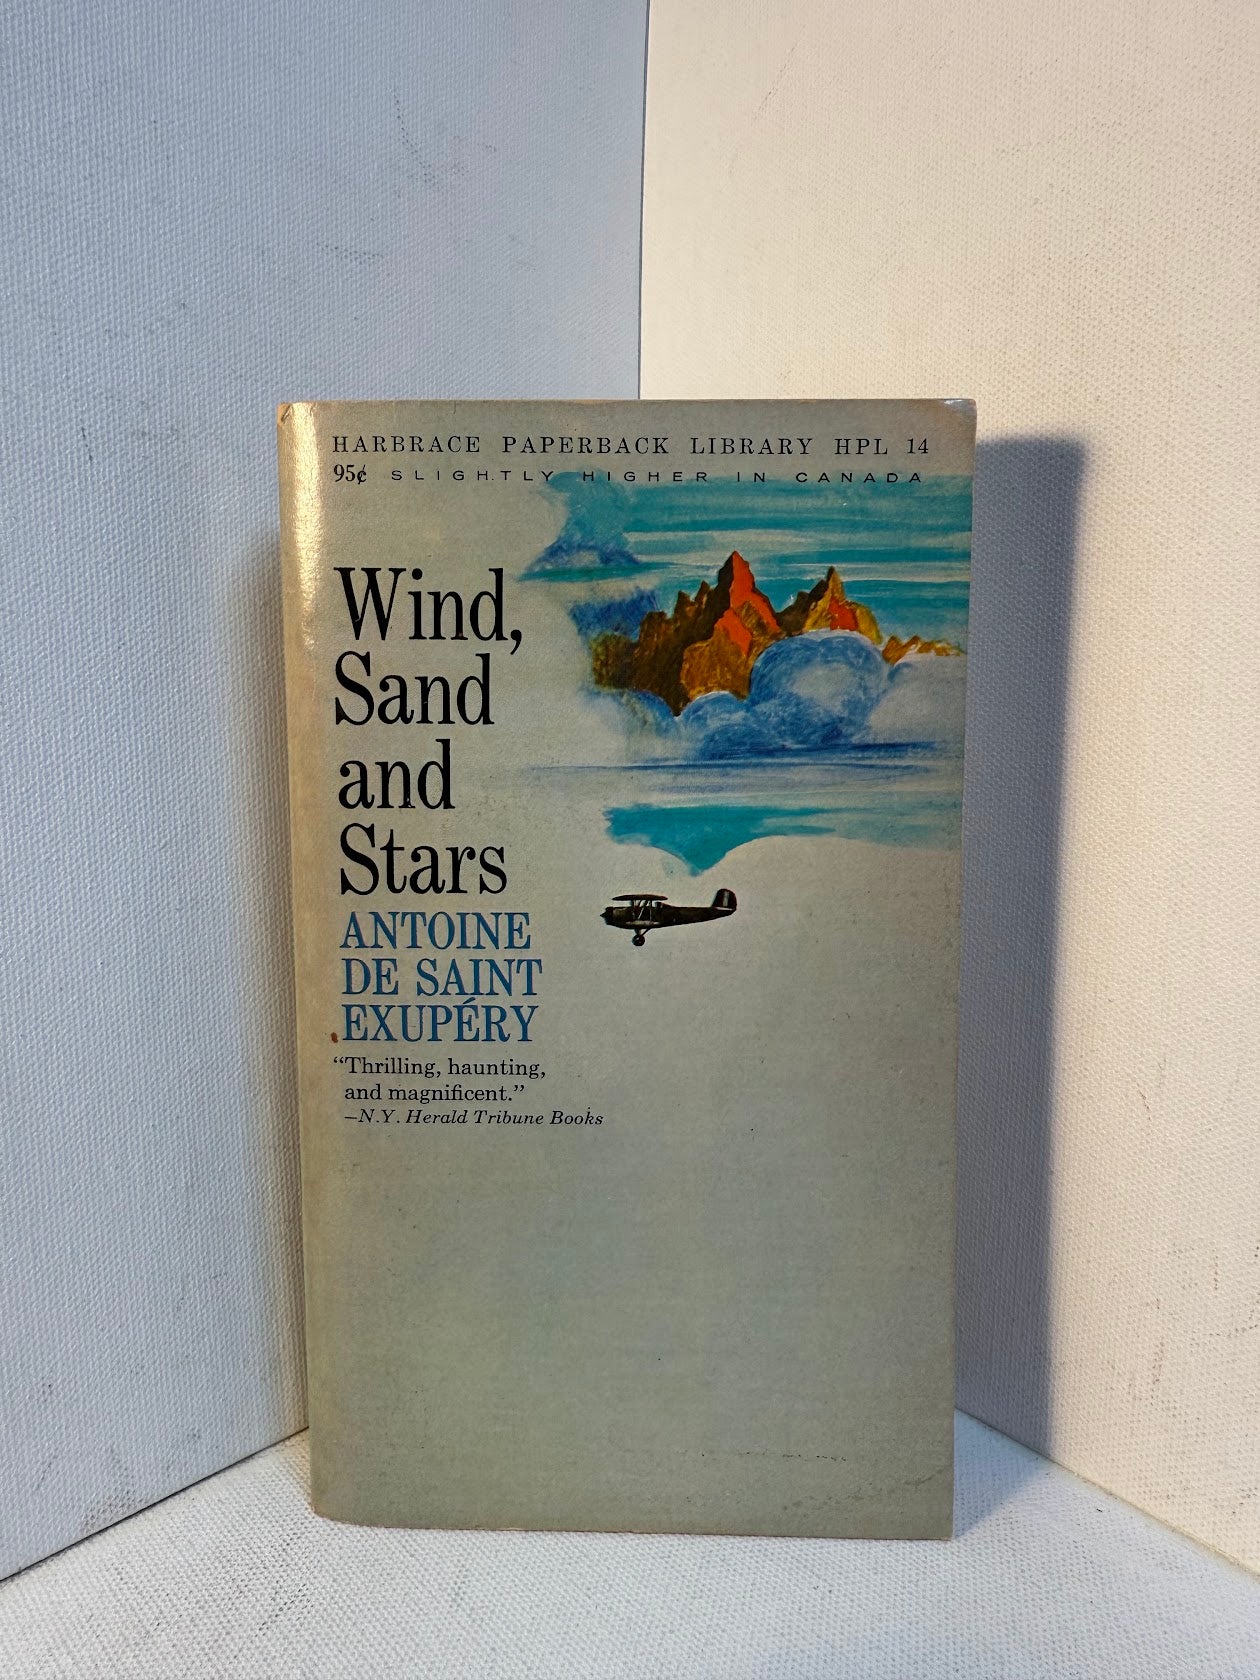 HARBRACE PAPERBACK LIBRARY HPL 14
95¢ SLIGHTLY HIGHER IN CANADA
Wind,
Sand
and
Stars
ANTOINE
DE SAINT
EXUPÉRY
“Thrilling, haunting,
and magnificent.”
—N.Y. Herald Tribune Books